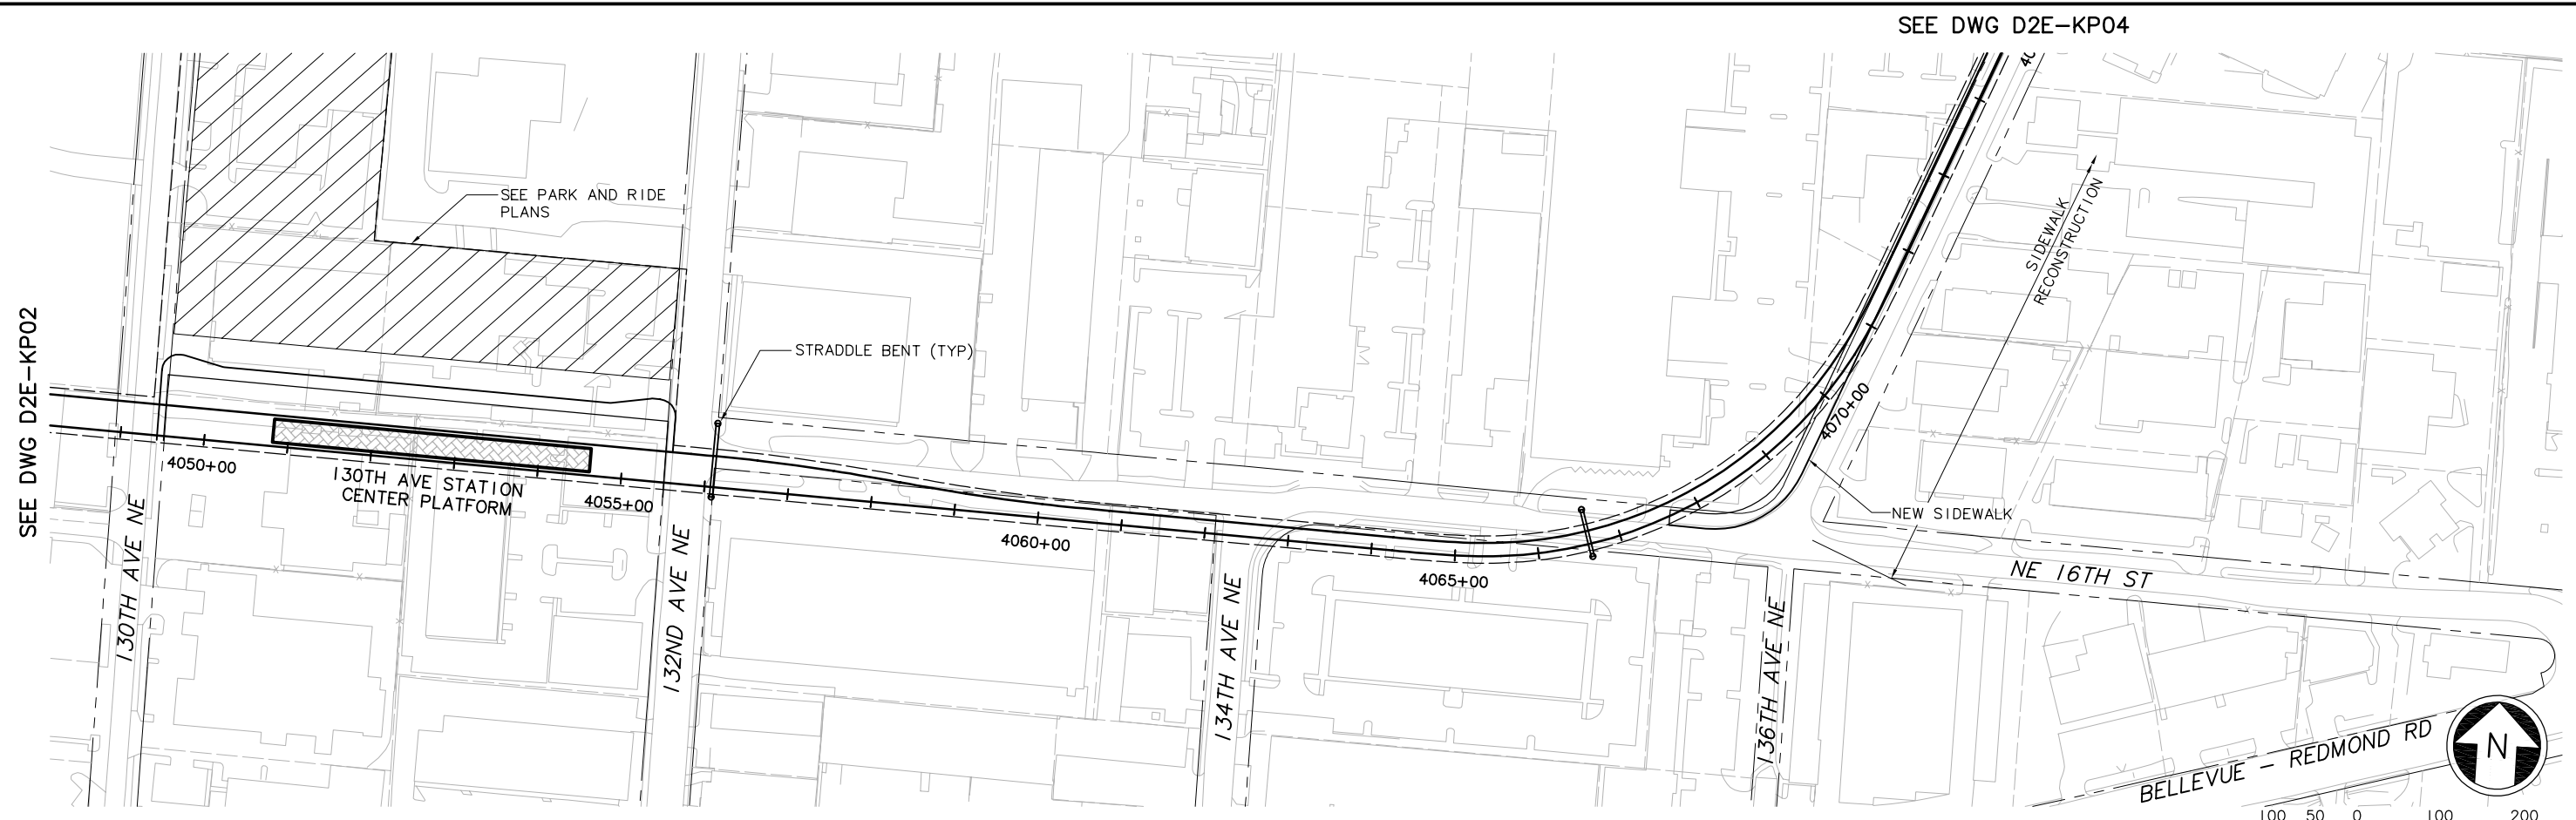 SEE DWG D2E-KP04
SEE DWG D2E-KP02
SEE PARK AND RIDE
PLANS
STRADDLE BENT (TYP)
SIDEWALK
RECONSTRUCTION
4050+00
130TH AVE STATION
CENTER PLATFORM
4055+00
4060+00
4065+00
4070+00
NEW SIDEWALK
130TH AVE NE
132ND AVE NE
134TH AVE NE
136TH AVE NE
NE 16TH ST
BELLEVUE - REDMOND RD
N
100 50 0 100 200